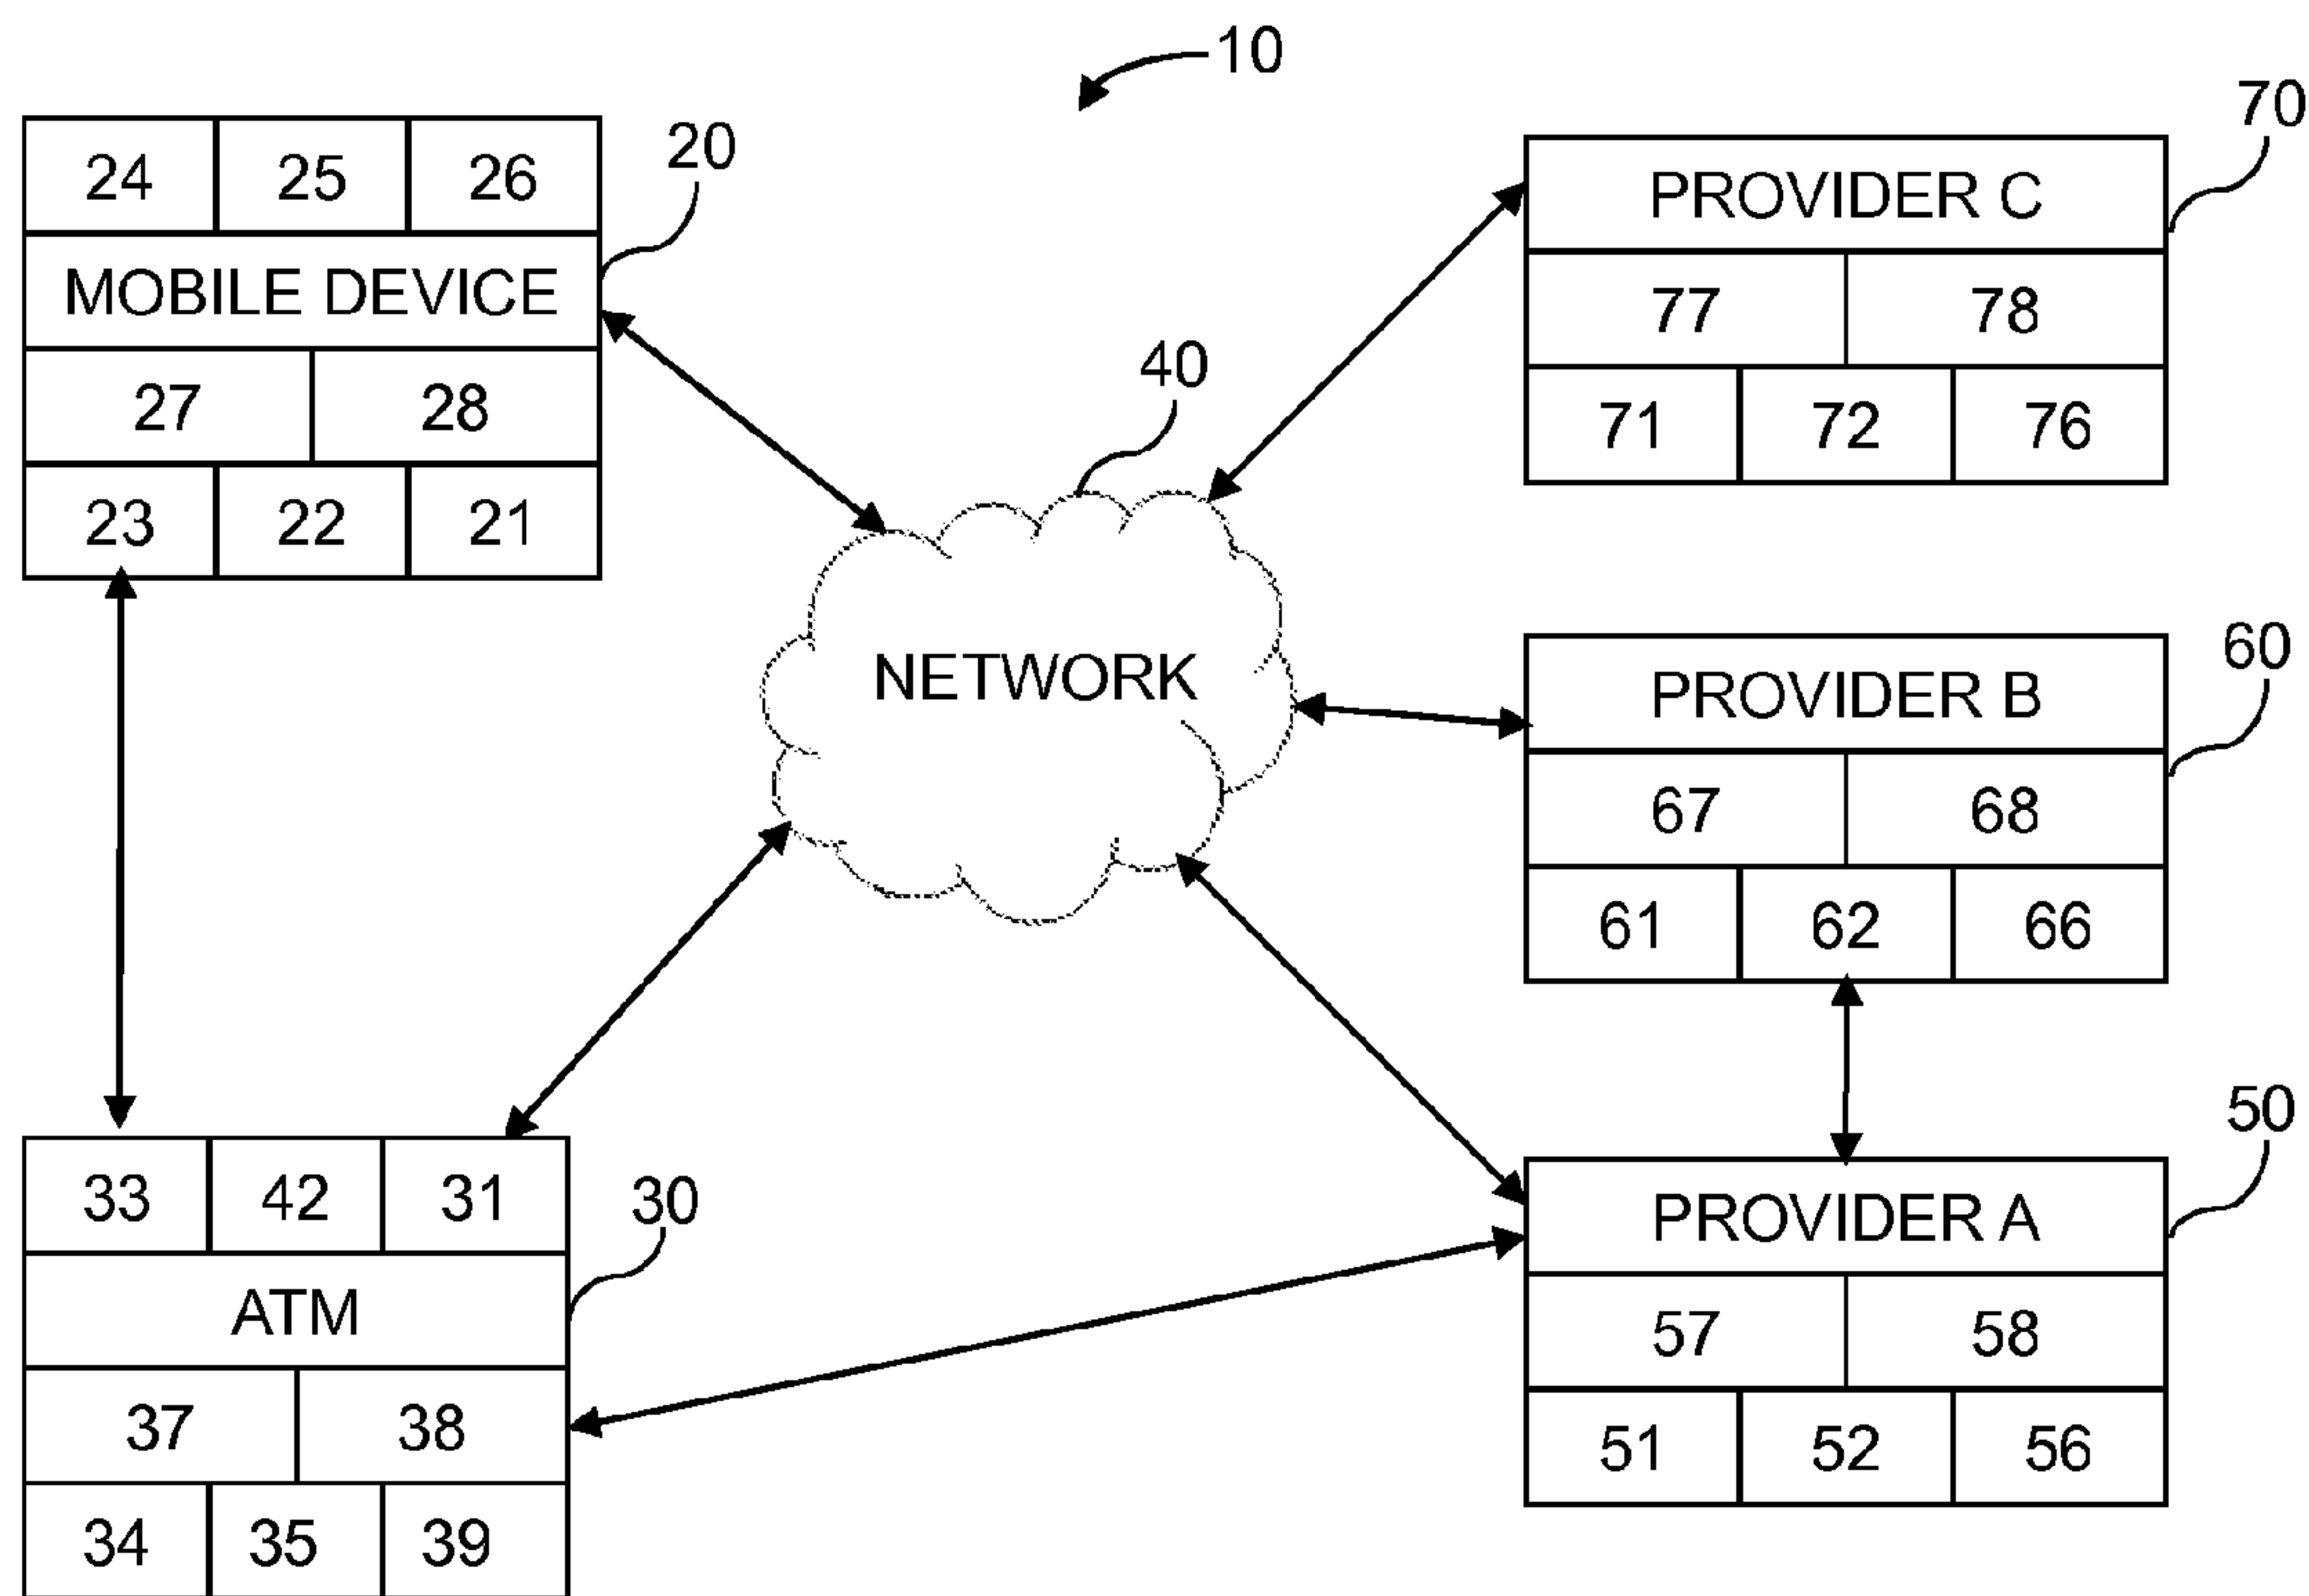 10
24 25 26
MOBILE DEVICE
27 28
23 22 21
20
70
PROVIDER C
77 78
71 72 76
40
NETWORK
60
PROVIDER B
67 68
61 62 66
33 42 31
ATM
37 38
34 35 39
30
50
PROVIDER A
57 58
51 52 56